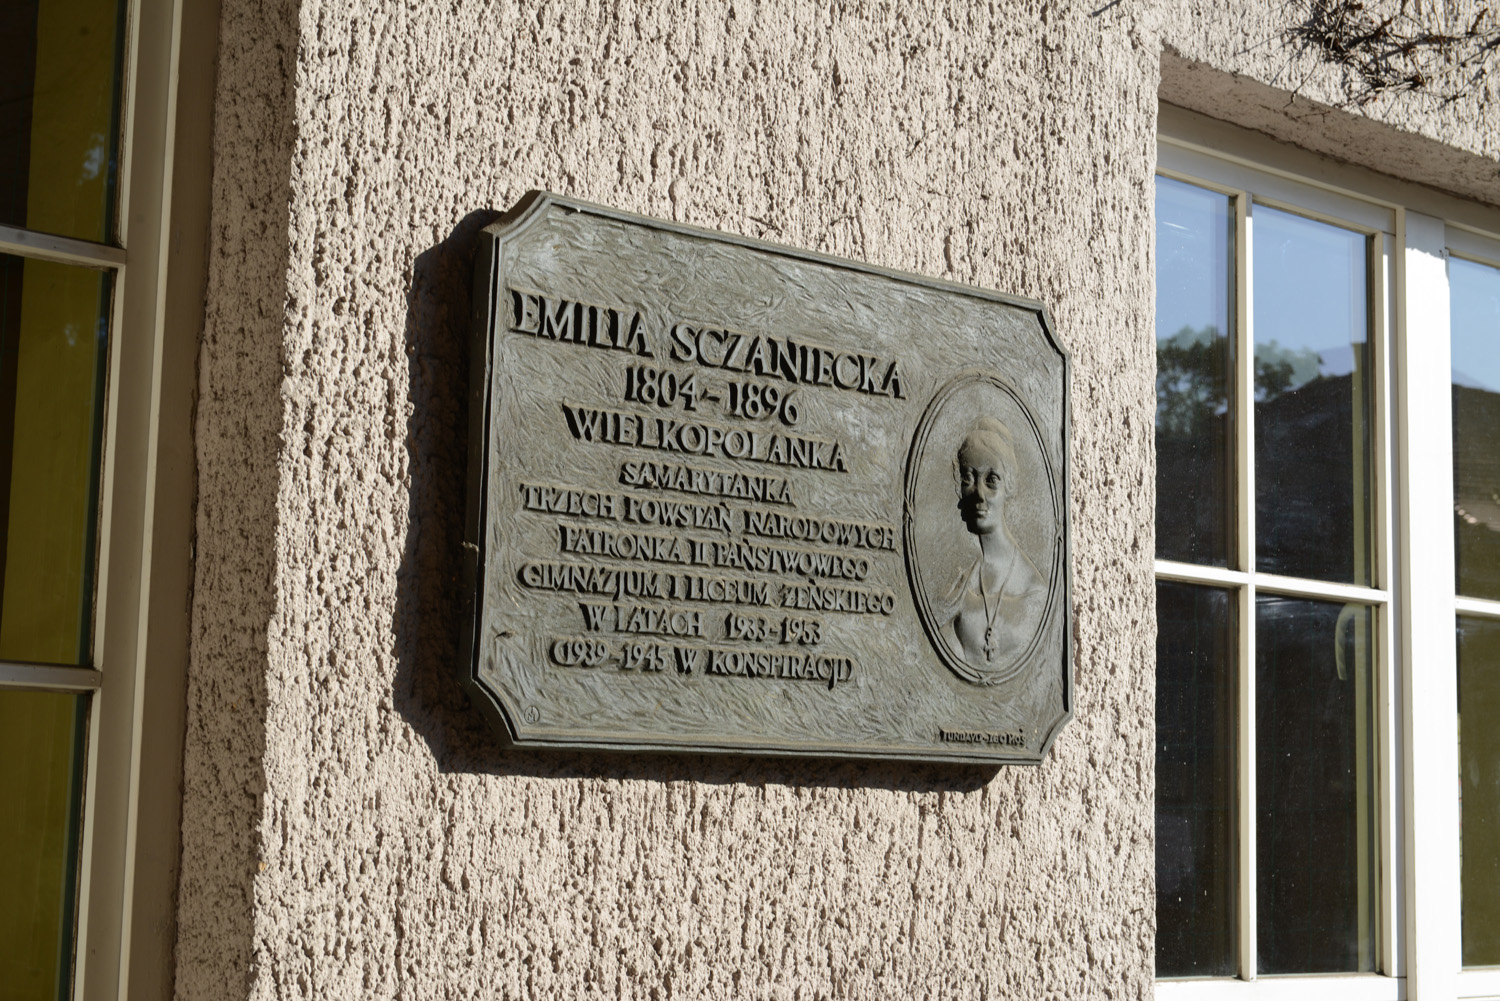 EMILIA SCZANIECKA
1804-1896
WIELKOPOLANKA
SAMARYTANKA
TRZECH POWSTAŃ NARODOWYCH
PATRONKA II PAŃSTWOWEGO
GIMNAZJUM I LICEUM ŻEŃSKIEGO
W LATACH 1933-1953
(1939-1945 W KONSPIRACJI)